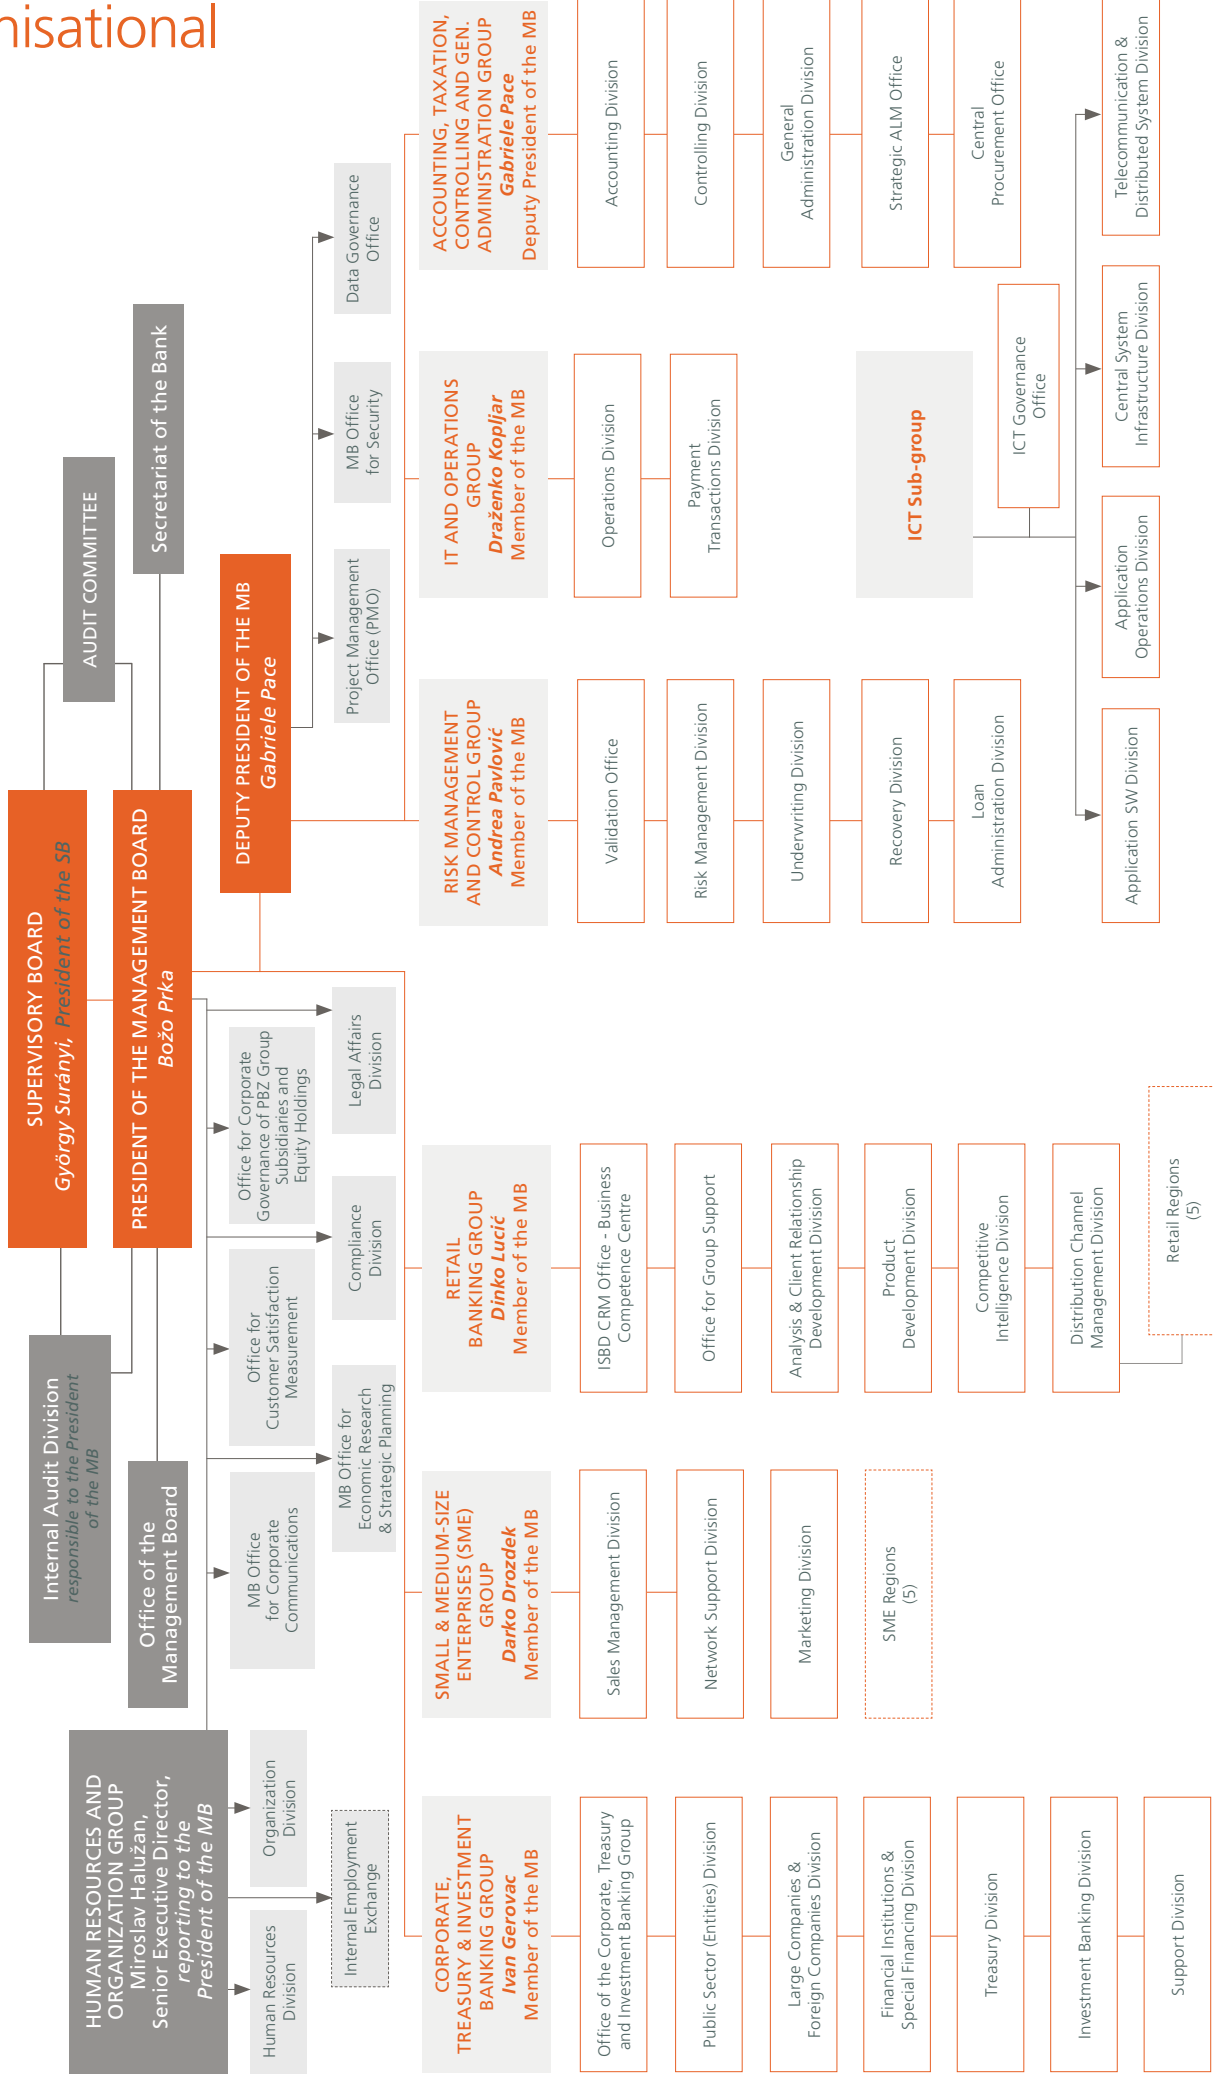 nisational
SUPERVISORY BOARD
György Surányi, President of the SB
AUDIT COMMITTEE
Internal Audit Division
responsible to the President
of the MB
PRESIDENT OF THE MANAGEMENT BOARD
Božo Prka
Secretariat of the Bank
Office of the
Management Board
HUMAN RESOURCES AND
ORGANIZATION GROUP
Miroslav Halužan,
Senior Executive Director,
reporting to the
President of the MB
Human Resources
Division
Organization
Division
Internal Employment
Exchange
MB Office
for Corporate
Communications
Office for
Customer Satisfaction
Measurement
Office for Corporate
Governance of PBZ Group
Subsidiaries and
Equity Holdings
MB Office for
Economic Research
& Strategic Planning
Compliance
Division
Legal Affairs
Division
DEPUTY PRESIDENT OF THE MB
Gabriele Pace
Project Management
Office (PMO)
MB Office
for Security
Data Governance
Office
CORPORATE,
TREASURY & INVESTMENT
BANKING GROUP
Ivan Gerovac
Member of the MB
Office of the Corporate, Treasury
and Investment Banking Group
Public Sector (Entities) Division
Large Companies &
Foreign Companies Division
Financial Institutions &
Special Financing Division
Treasury Division
Investment Banking Division
Support Division
SMALL & MEDIUM-SIZE
ENTERPRISES (SME)
GROUP
Darko Drozdek
Member of the MB
Sales Management Division
Network Support Division
Marketing Division
SME Regions
(5)
RETAIL
BANKING GROUP
Dinko Lucić
Member of the MB
ISBD CRM Office - Business
Competence Centre
Office for Group Support
Analysis & Client Relationship
Development Division
Product
Development Division
Competitive
Intelligence Division
Distribution Channel
Management Division
Retail Regions
(5)
RISK MANAGEMENT
AND CONTROL GROUP
Andrea Pavlović
Member of the MB
Validation Office
Risk Management Division
Underwriting Division
Recovery Division
Loan
Administration Division
IT AND OPERATIONS
GROUP
Draženko Kopljar
Member of the MB
Operations Division
Payment
Transactions Division
ICT Sub-group
ICT Governance
Office
Application SW Division
Application
Operations Division
Central System
Infrastructure Division
Telecommunication &
Distributed System Division
ACCOUNTING, TAXATION,
CONTROLLING AND GEN.
ADMINISTRATION GROUP
Gabriele Pace
Deputy President of the MB
Accounting Division
Controlling Division
General
Administration Division
Strategic ALM Office
Central
Procurement Office